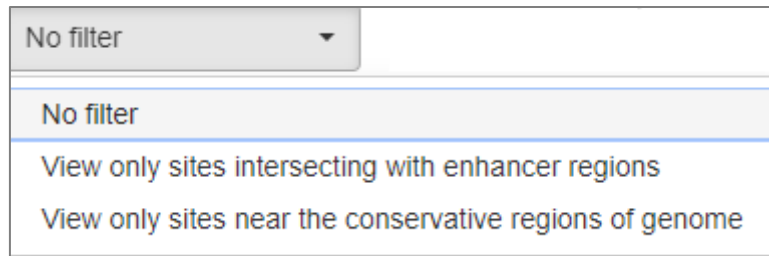 No filter
No filter
View only sites intersecting with enhancer regions
View only sites near the conservative regions of genome